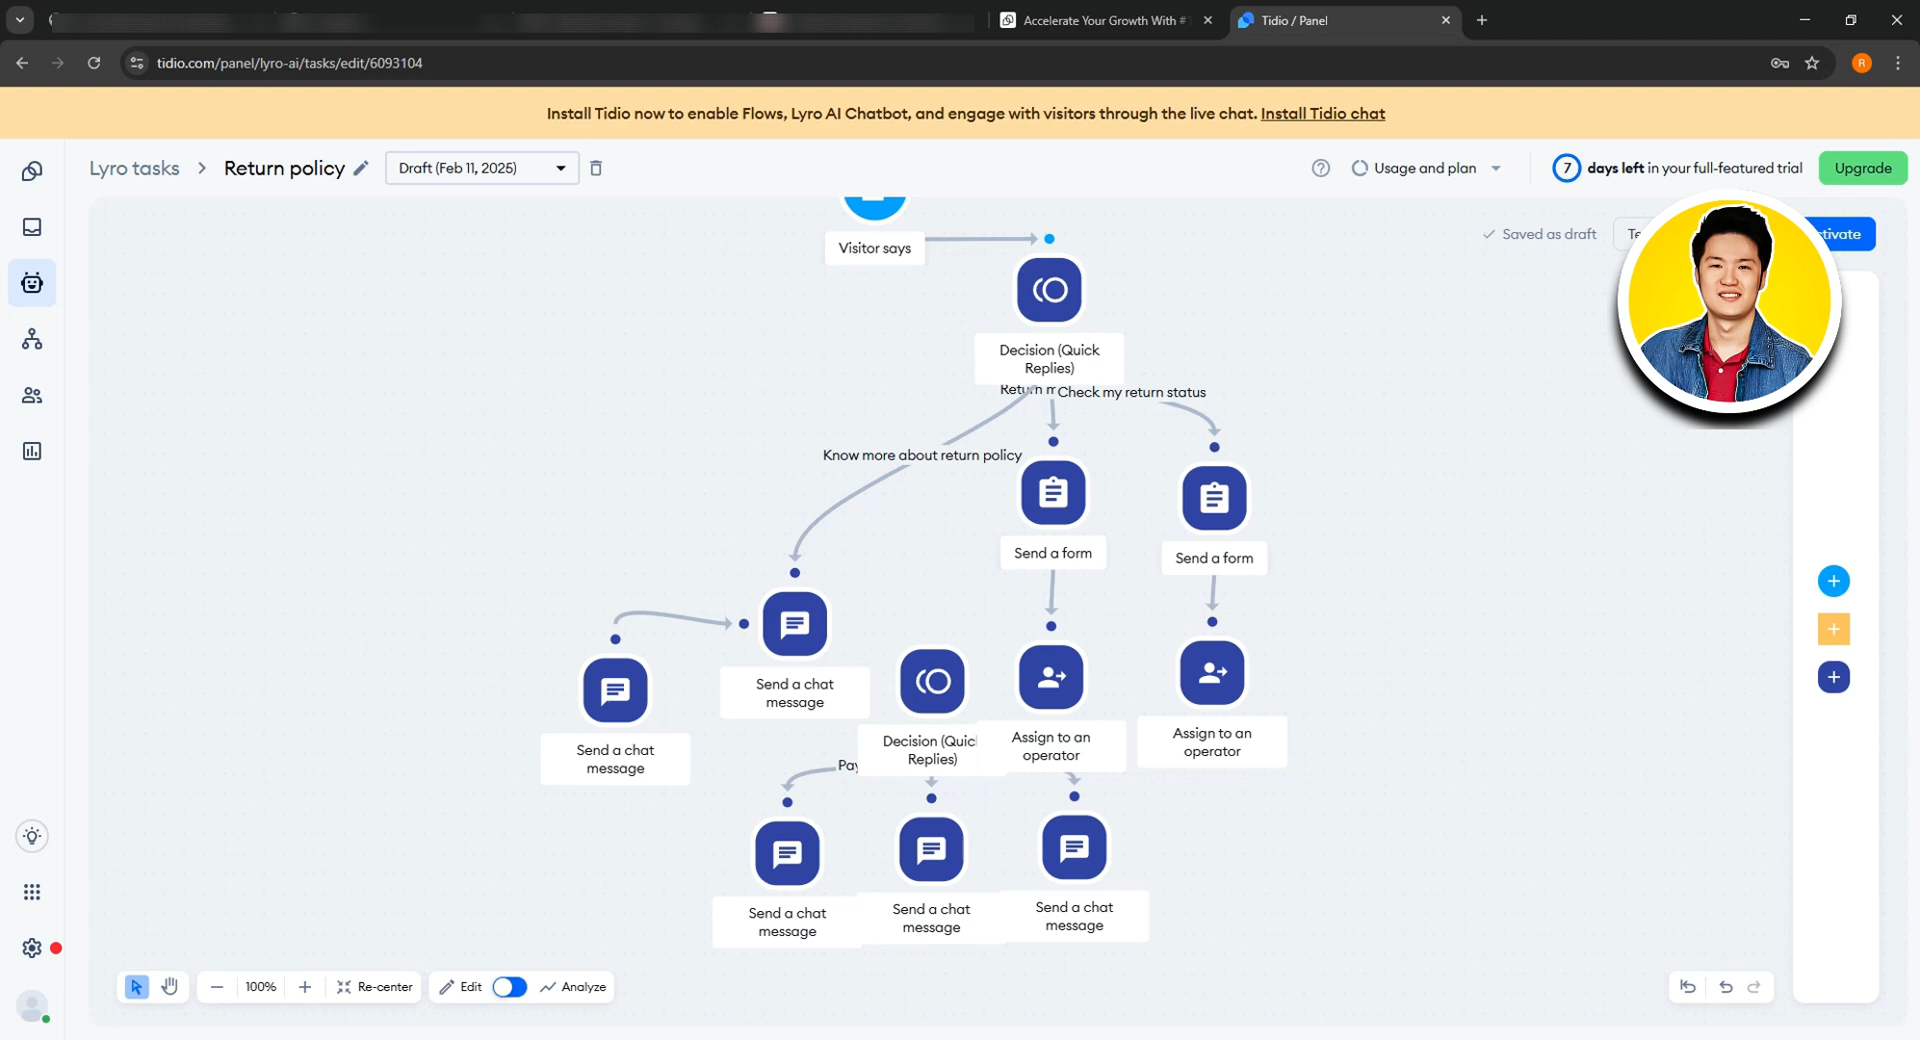 Accelerate Your Growth With #
Tidio / Panel
tidio.com/panel/lyro-ai/tasks/edit/6093104
R
Install Tidio now to enable Flows, Lyro AI Chatbot, and engage with visitors through the live chat. Install Tidio chat
Lyro tasks > Return policy
Draft (Feb 11, 2025)
Usage and plan
7 days left in your full-featured trial
Upgrade
Saved as draft
Visitor says
Decision (Quick
Replies)
Check my return status
Know more about return policy
Send a form
Send a form
Send a chat
message
Send a chat
message
Decision (Quic
Replies)
Assign to an
operator
Assign to an
operator
Send a chat
message
Send a chat
message
Send a chat
message
100%
Re-center
Edit
Analyze